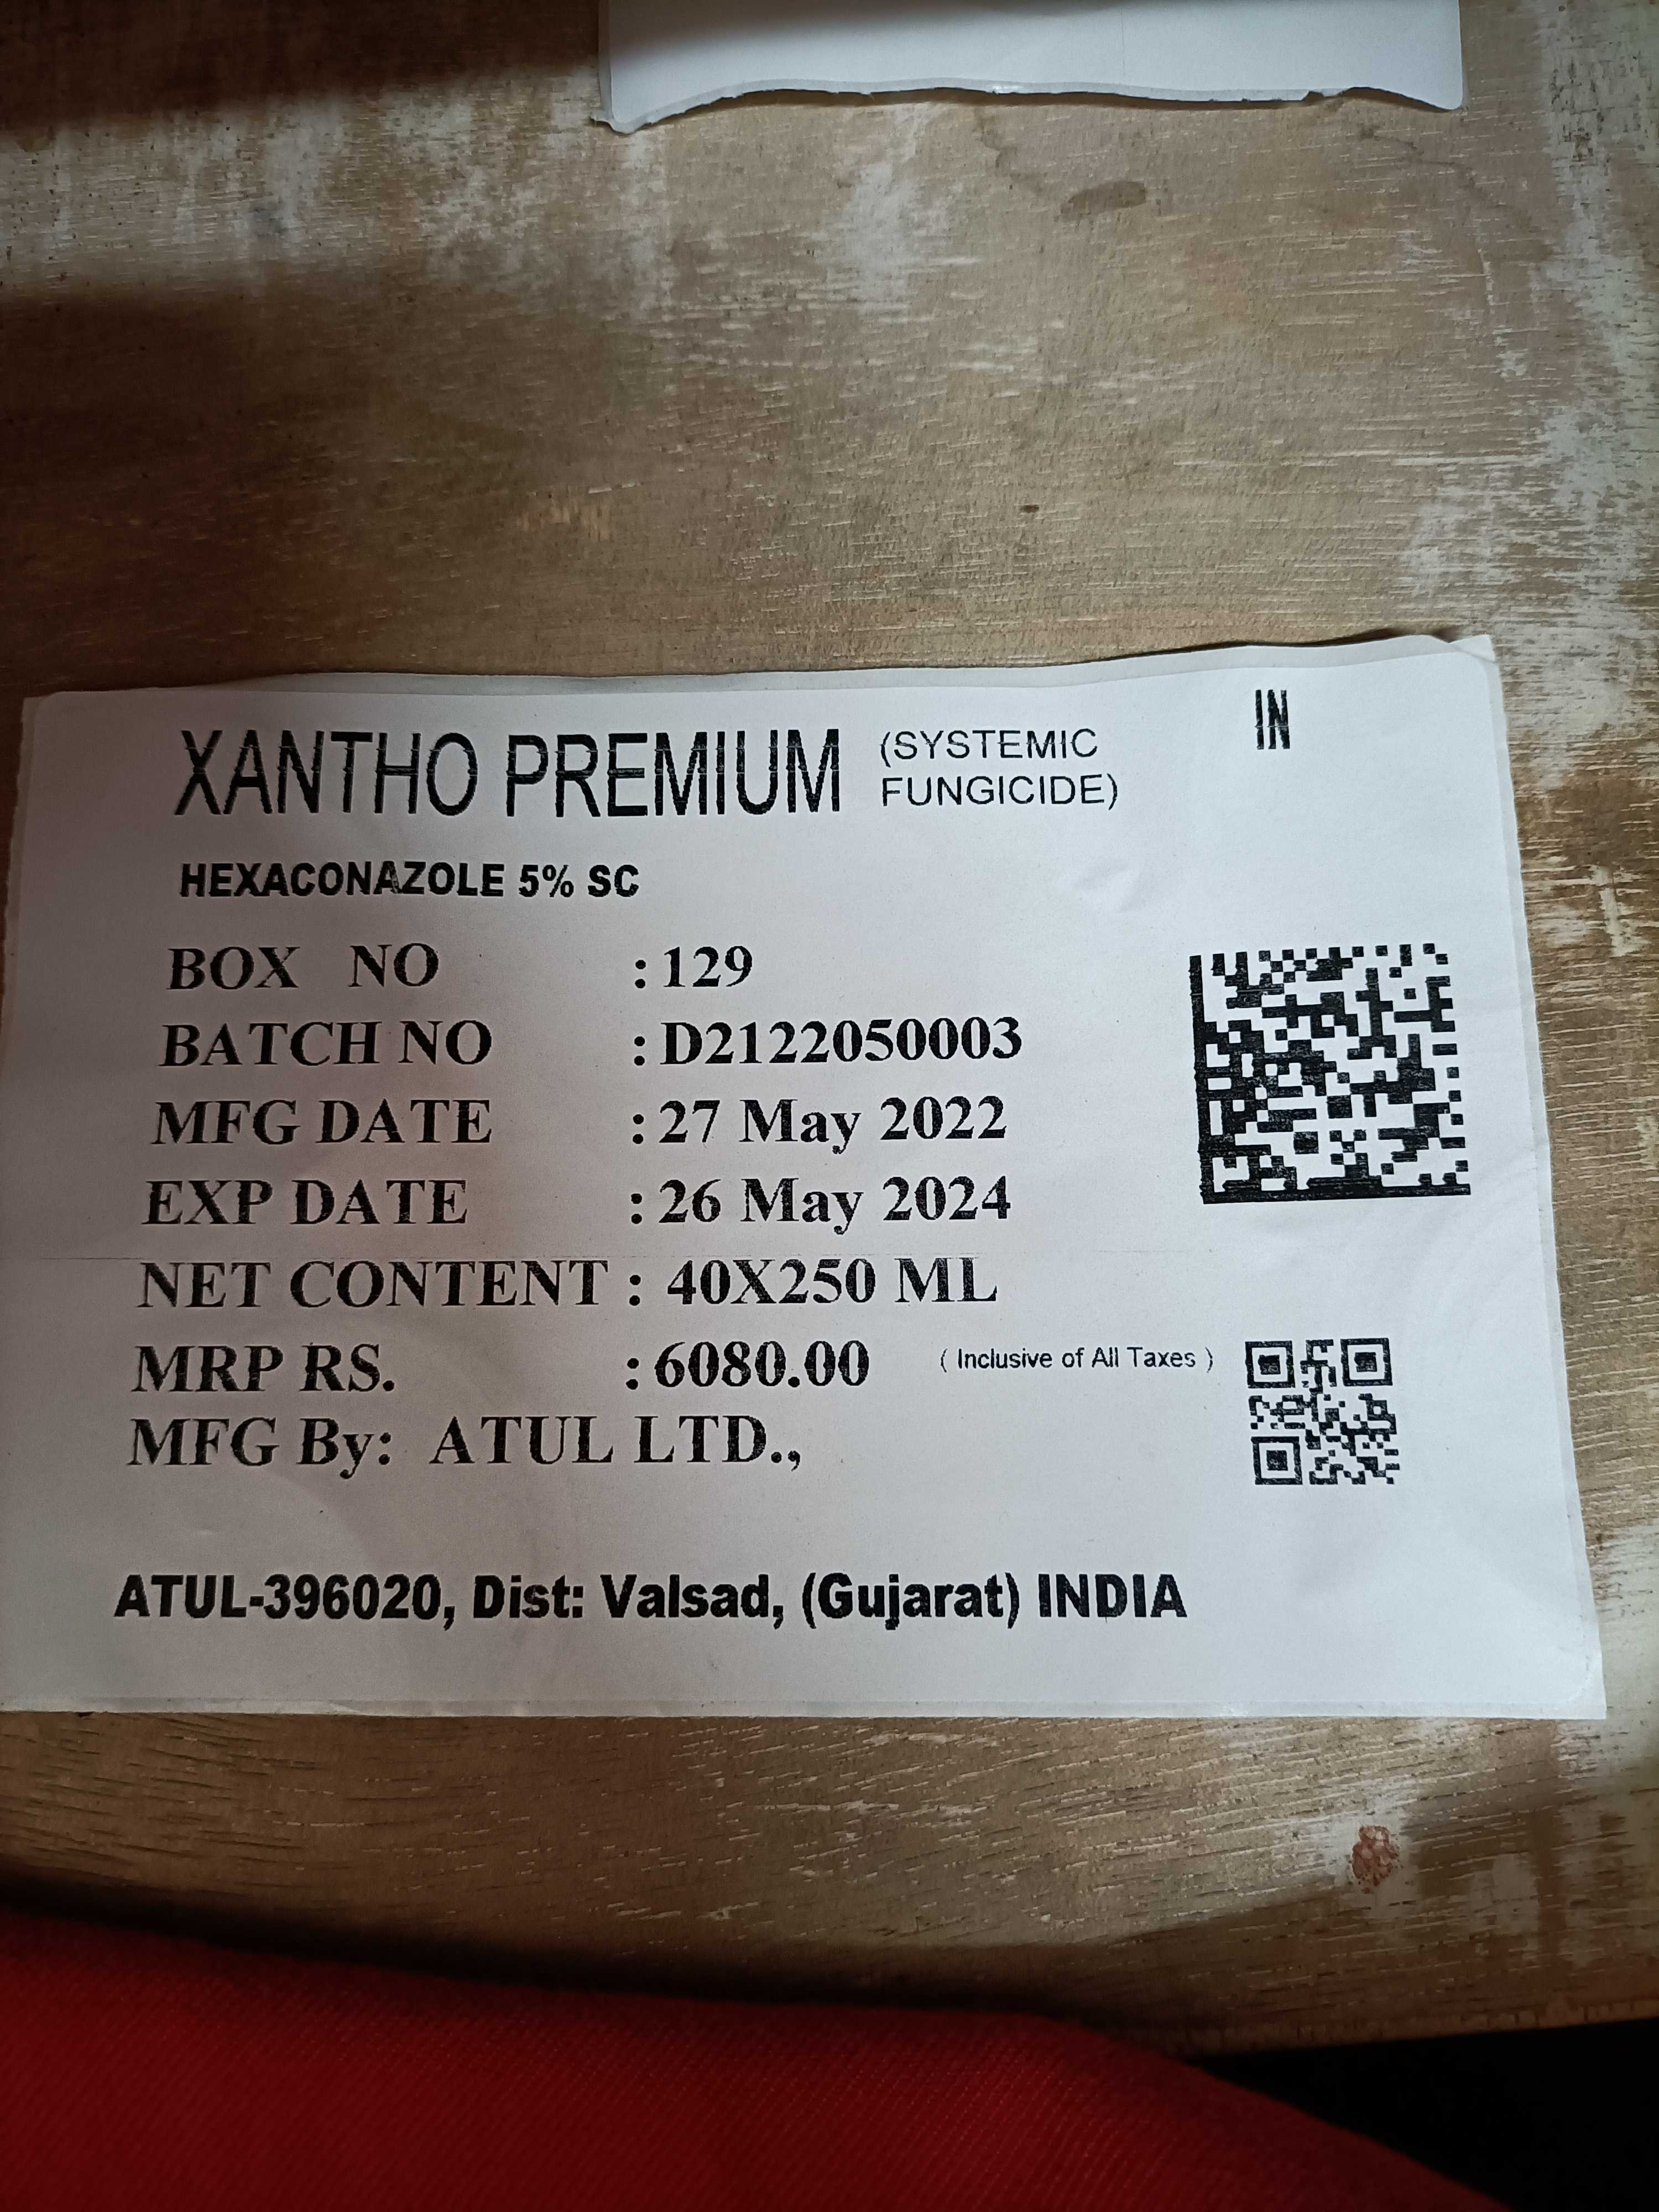 XANTHO PREMIUM (SYSTEMIC
FUNGICIDE)
IN
HEXACONAZOLE 5% SC
BOX NO : 129
BATCH NO : D2122050003
MFG DATE : 27 May 2022
EXP DATE : 26 May 2024
NET CONTENT : 40X250 ML
MRP RS. : 6080.00 ( Inclusive of All Taxes )
MFG By: ATUL LTD.,
ATUL-396020, Dist: Valsad, (Gujarat) INDIA